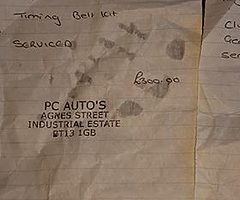 Timing Belt Kit
SERVICED
£300.00
PC AUTO'S
AGNES STREET
INDUSTRIAL ESTATE
BT13 1GB